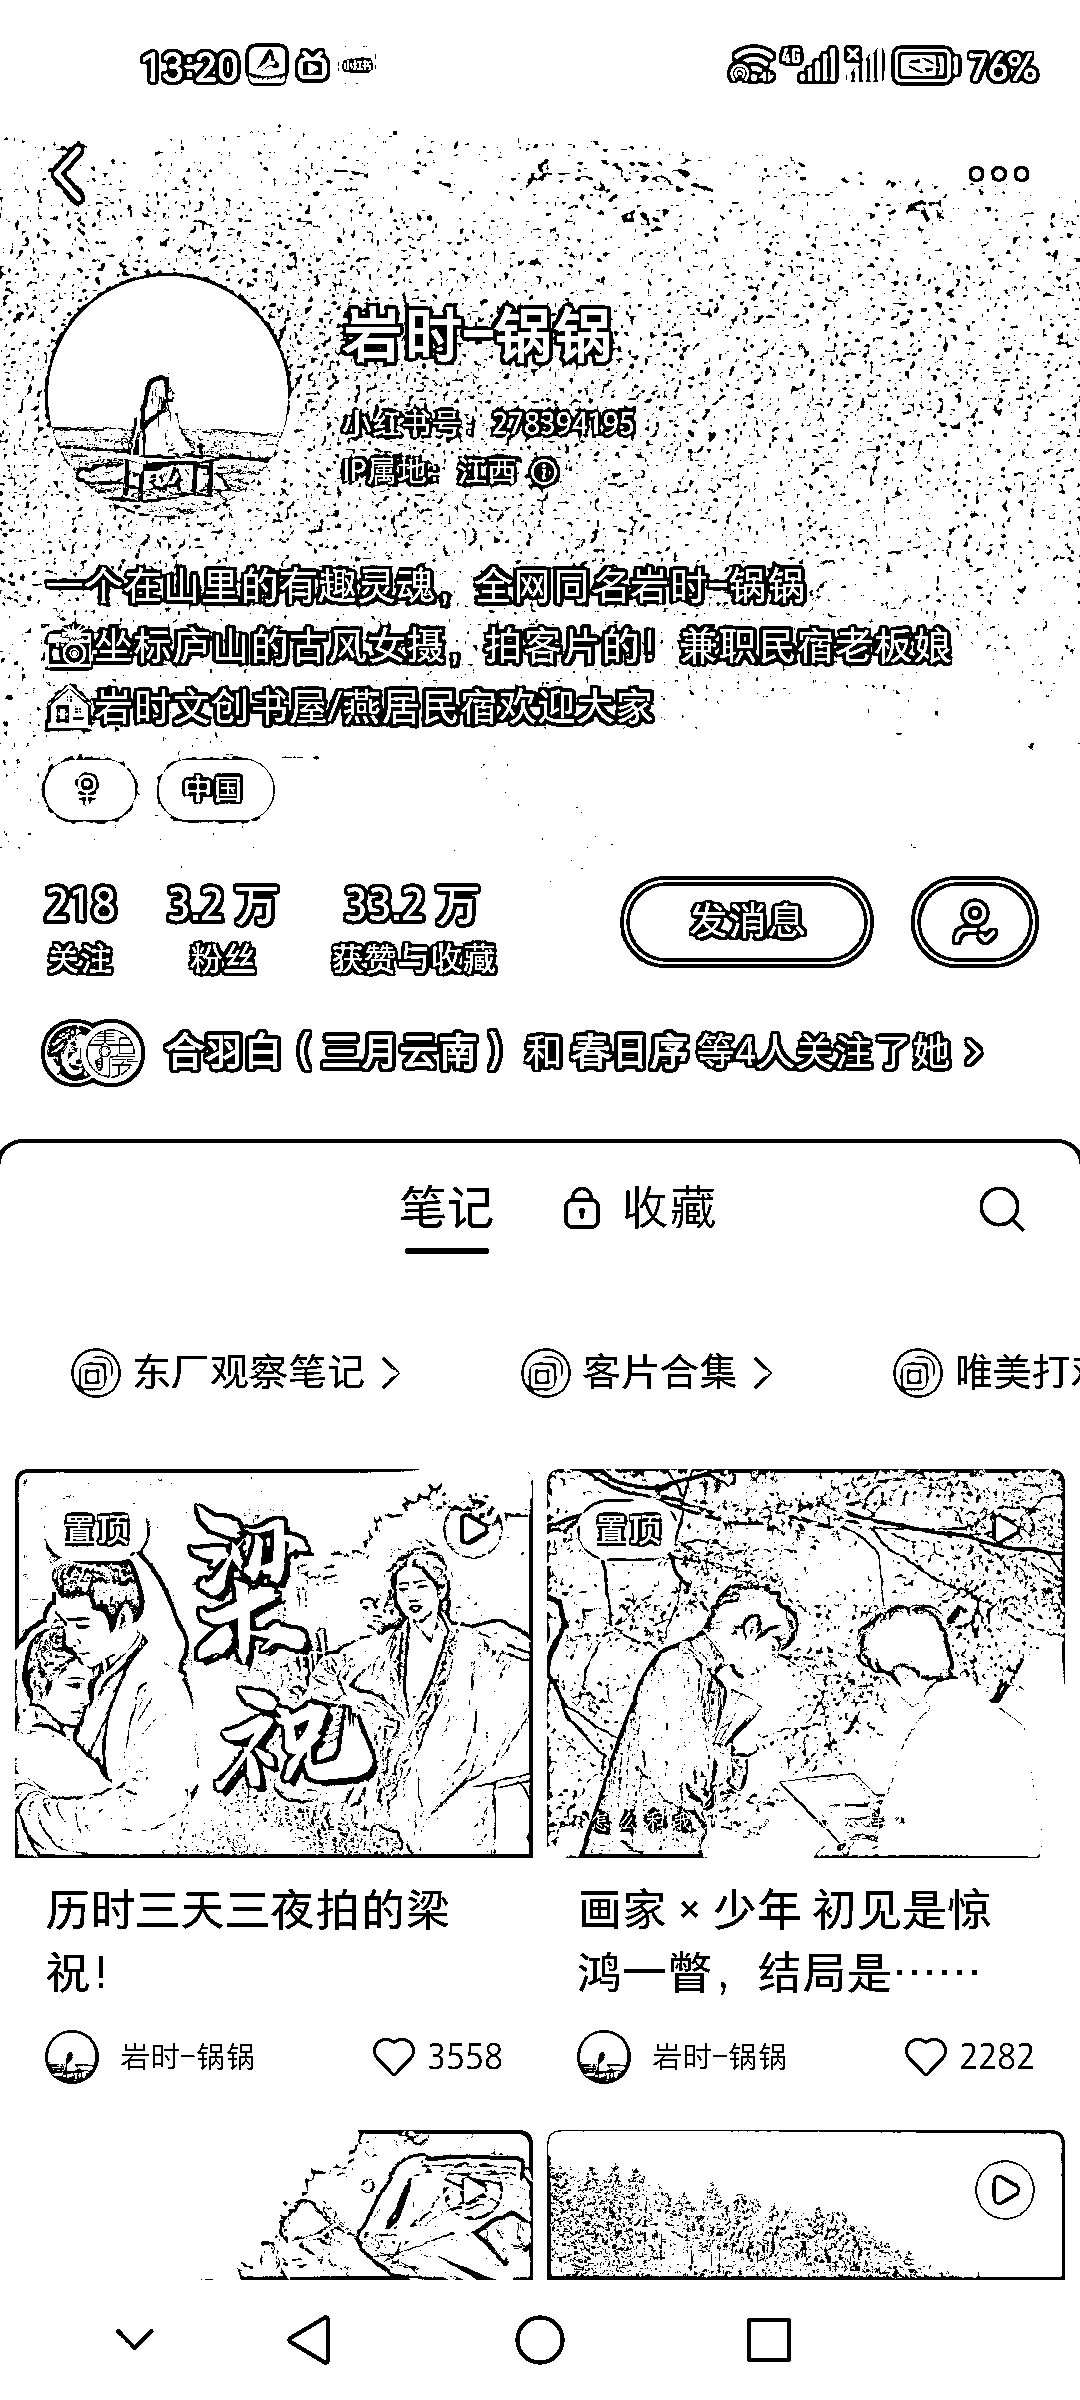 13:20
4G
76%
岩时-锅锅
小红书号：278394195
IP属地：江西
一个在山里的有趣灵魂，全网同名岩时-锅锅
坐标庐山的古风女摄，拍客片的！兼职民宿老板娘
岩时文创书屋/燕居民宿欢迎大家
中国
218
关注
3.2 万
粉丝
33.2 万
获赞与收藏
发消息
合羽白（三月云南）和 春日序 等4人关注了她
笔记
收藏
东厂观察笔记
客片合集
唯美打
置顶
梁祝
置顶
历时三天三夜拍的梁
祝！
岩时-锅锅
3558
画家 × 少年 初见是惊
鸿一瞥，结局是……
岩时-锅锅
2282